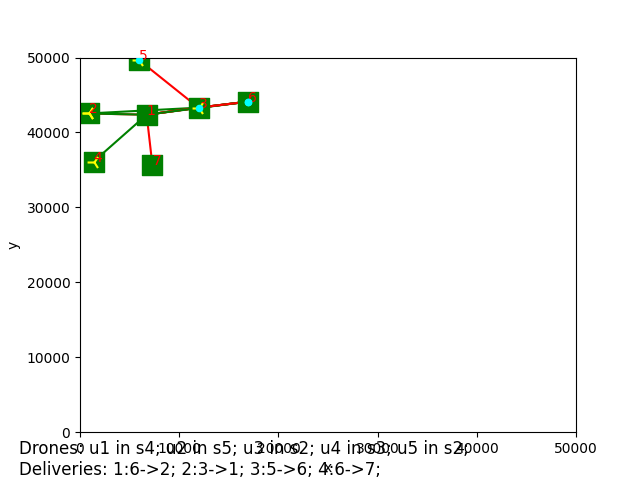 5
7
50000
40000
30000
20000
10000
0
y
0 10000 20000 30000 40000 50000
x
Drones: u1 in s4; u2 in s5; u3 in s2; u4 in s3; u5 in s2;
Deliveries: 1:6->2; 2:3->1; 3:5->6; 4:6->7;